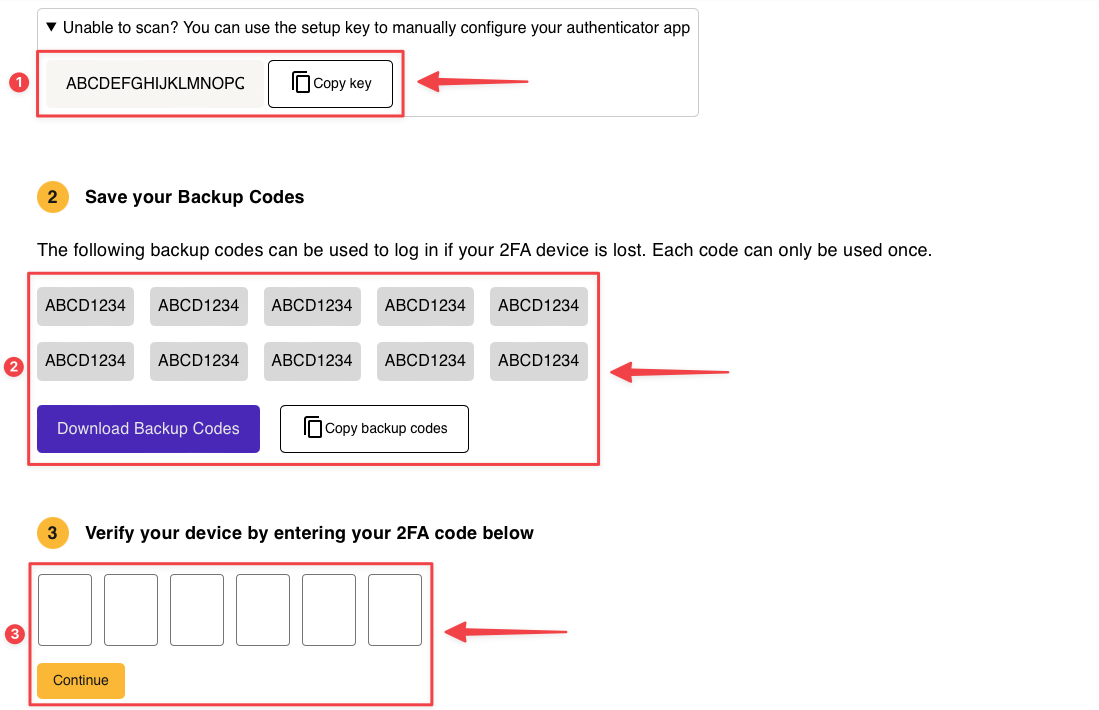 ▼ Unable to scan? You can use the setup key to manually configure your authenticator app
1 ABCDEFGHIJKLMNOPQ Copy key
2 Save your Backup Codes
The following backup codes can be used to log in if your 2FA device is lost. Each code can only be used once.
ABCD1234 ABCD1234 ABCD1234 ABCD1234 ABCD1234
2 ABCD1234 ABCD1234 ABCD1234 ABCD1234 ABCD1234
Download Backup Codes Copy backup codes
3 Verify your device by entering your 2FA code below
3
Continue